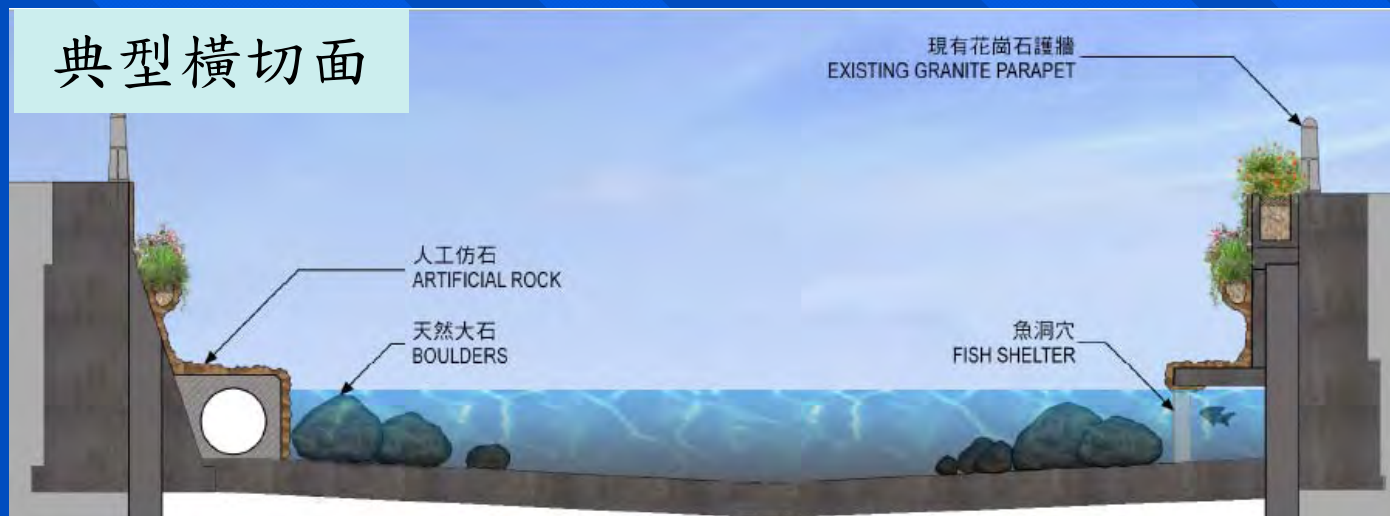 典型橫切面
現有花崗石護牆
EXISTING GRANITE PARAPET
人工仿石
ARTIFICIAL ROCK
天然大石
BOULDERS
魚洞穴
FISH SHELTER